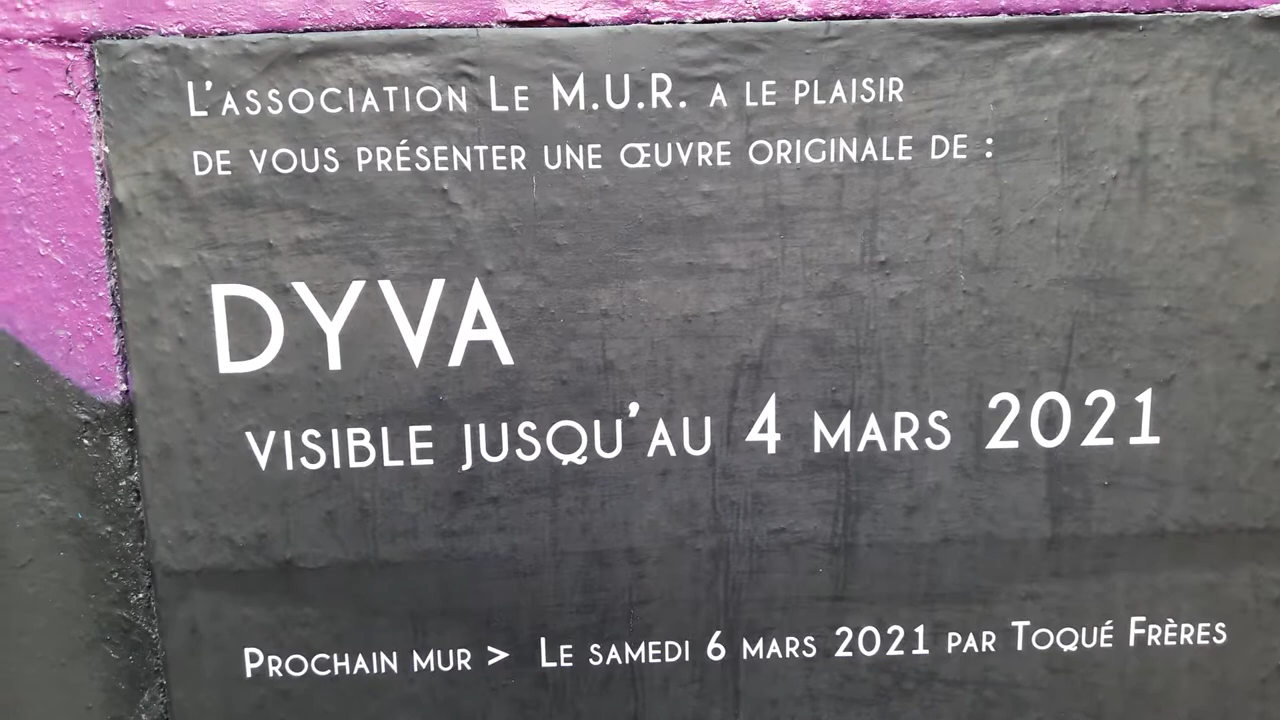 L'association Le M.U.R. a le plaisir
de vous présenter une œuvre originale de :
DYVA
visible jusqu'au 4 mars 2021
Prochain mur > Le samedi 6 mars 2021 par Toqué Frères